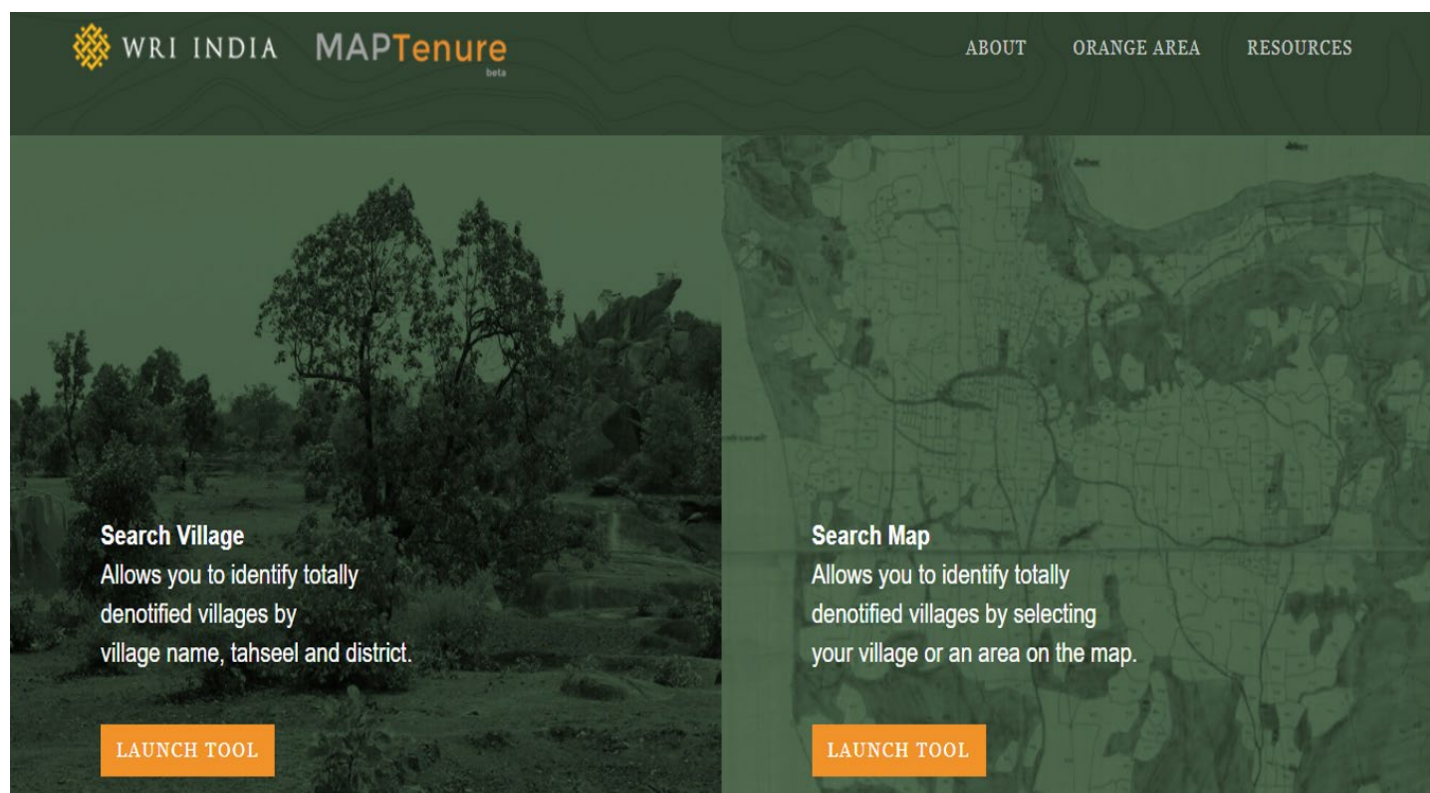 WRI INDIA MAPTenure
beta
ABOUT ORANGE AREA RESOURCES
Search Village
Allows you to identify totally
denotified villages by
village name, tahseel and district.
LAUNCH TOOL
Search Map
Allows you to identify totally
denotified villages by selecting
your village or an area on the map.
LAUNCH TOOL